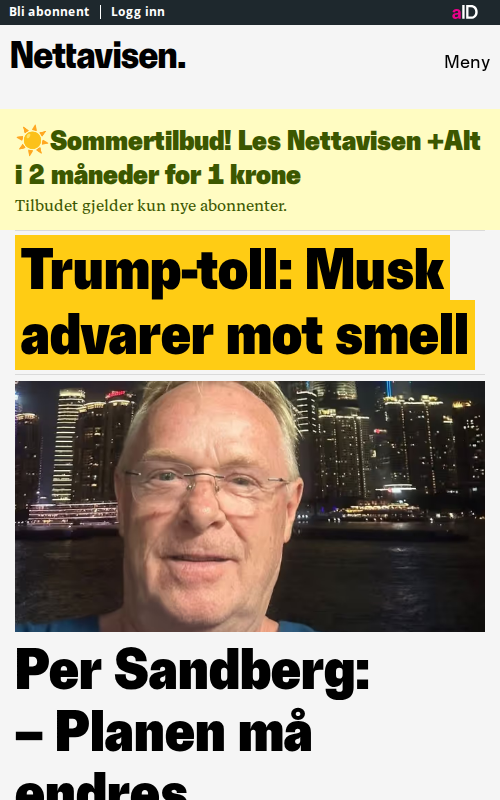 Bli abonnent | Logg inn
aID
Nettavisen.
Meny
☀️Sommertilbud! Les Nettavisen +Alt
i 2 måneder for 1 krone
Tilbudet gjelder kun nye abonnenter.
Trump-toll: Musk
advarer mot smell
Per Sandberg:
– Planen må
endres